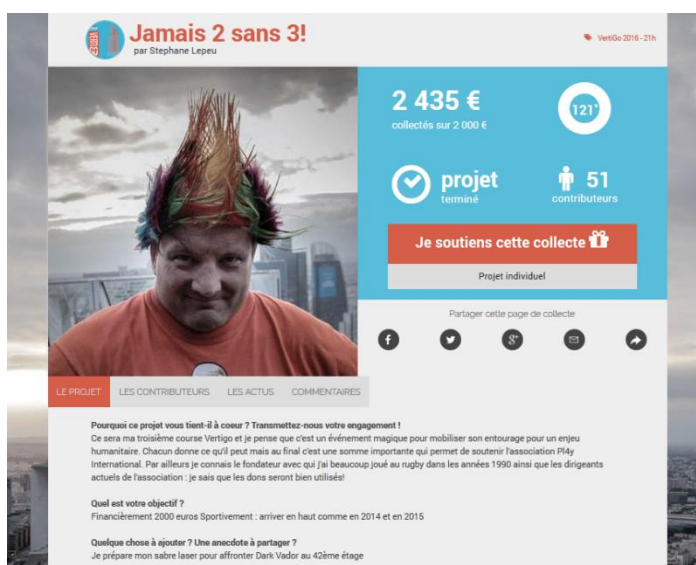 Jamais 2 sans 3!
par Stephane Lepeu
VertiGo 2016 - 21h
2 435 €
collectés sur 2 000 €
121%
projet
terminé
51
contributeurs
Je soutiens cette collecte
Projet individuel
Partager cette page de collecte
LE PROJET LES CONTRIBUTEURS LES ACTUS COMMENTAIRES
Pourquoi ce projet vous tient-il à coeur ? Transmettez-nous votre engagement !
Ce sera ma troisième course Vertigo et je pense que c'est un événement magique pour mobiliser son entourage pour un enjeu
humanitaire. Chacun donne ce qu'il peut mais au final c'est une somme importante qui permet de soutenir l'association Pl4y
International. Par ailleurs je connais le fondateur avec qui j'ai beaucoup joué au rugby dans les années 1990 ainsi que les dirigeants
actuels de l'association : je sais que les dons seront bien utilisés!
Quel est votre objectif ?
Financièrement 2000 euros Sportivement : arriver en haut comme en 2014 et en 2015
Quelque chose à ajouter ? Une anecdote à partager ?
Je prépare mon sabre laser pour affronter Dark Vador au 42ème étage